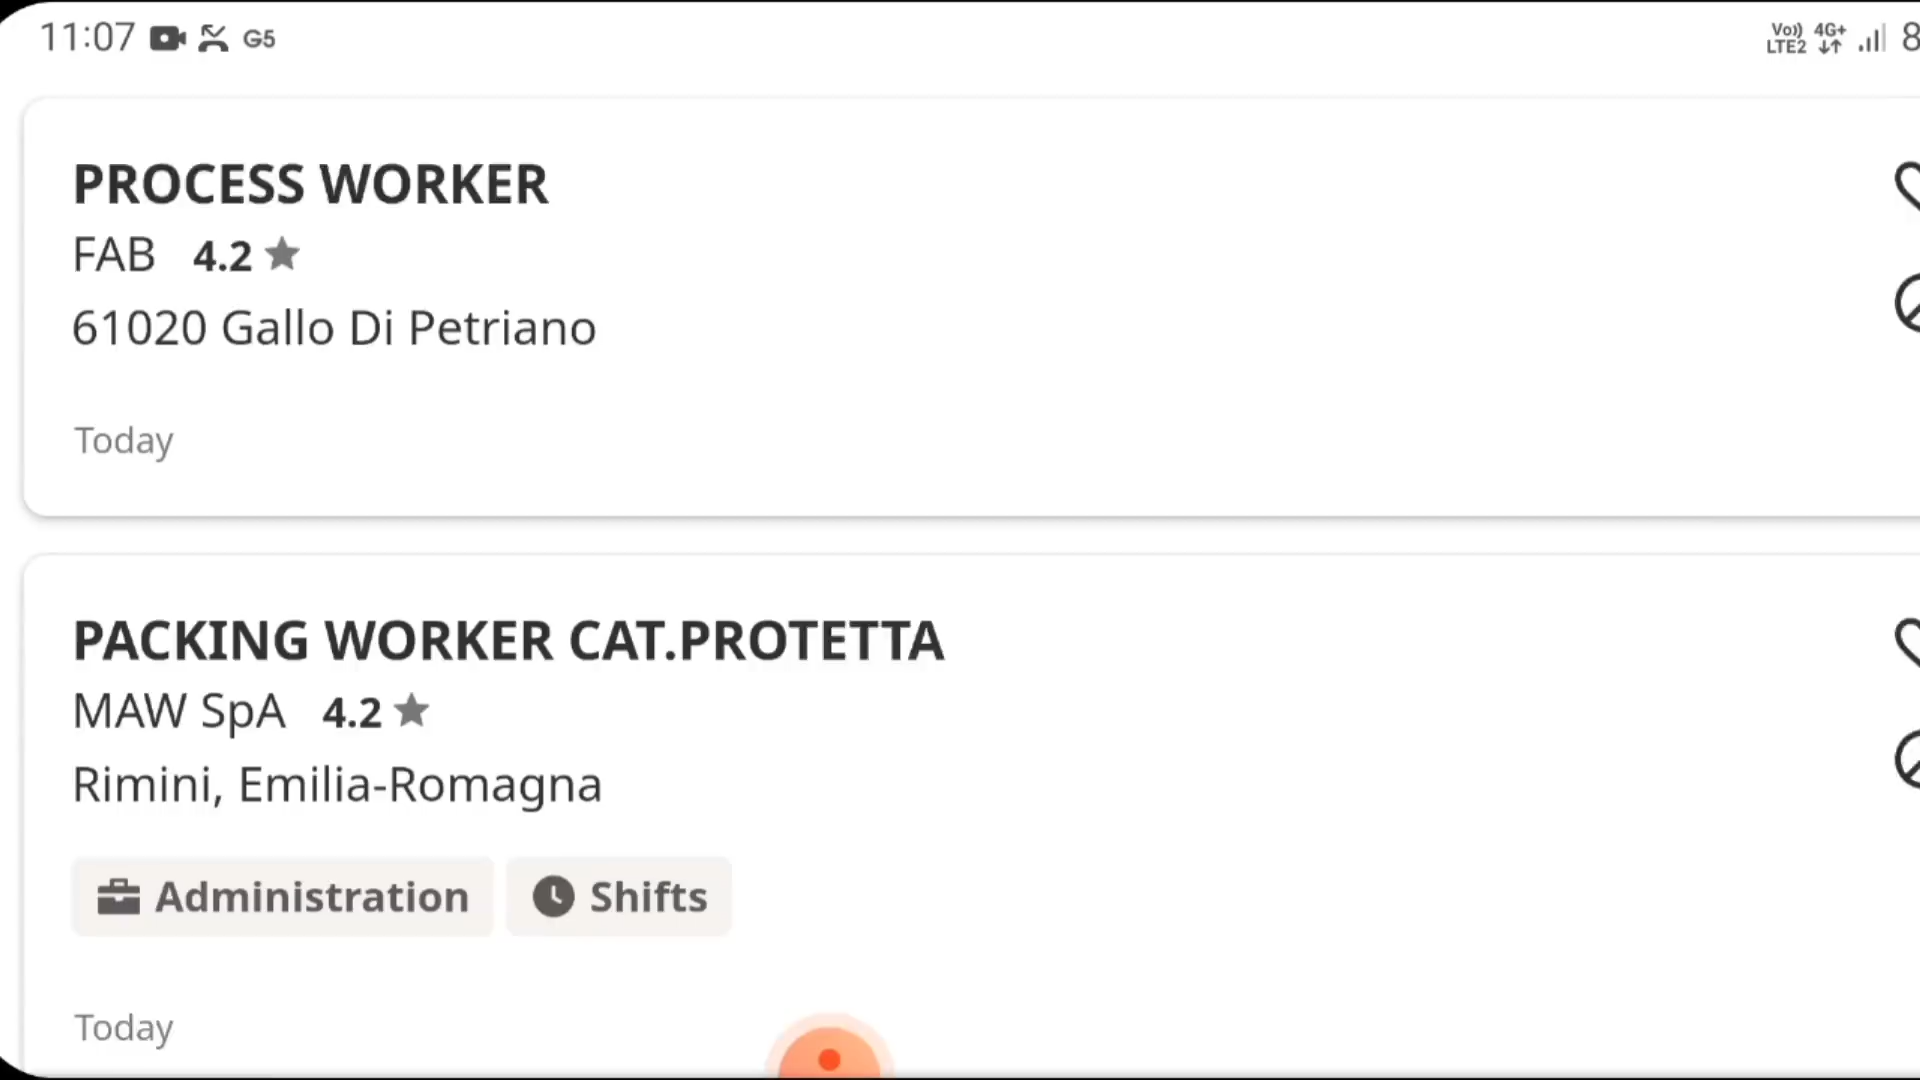 11:07 G5
Vo)) LTE2 4G+ 8
PROCESS WORKER
FAB 4.2
61020 Gallo Di Petriano
Today
PACKING WORKER CAT.PROTETTA
MAW SpA 4.2
Rimini, Emilia-Romagna
Administration Shifts
Today